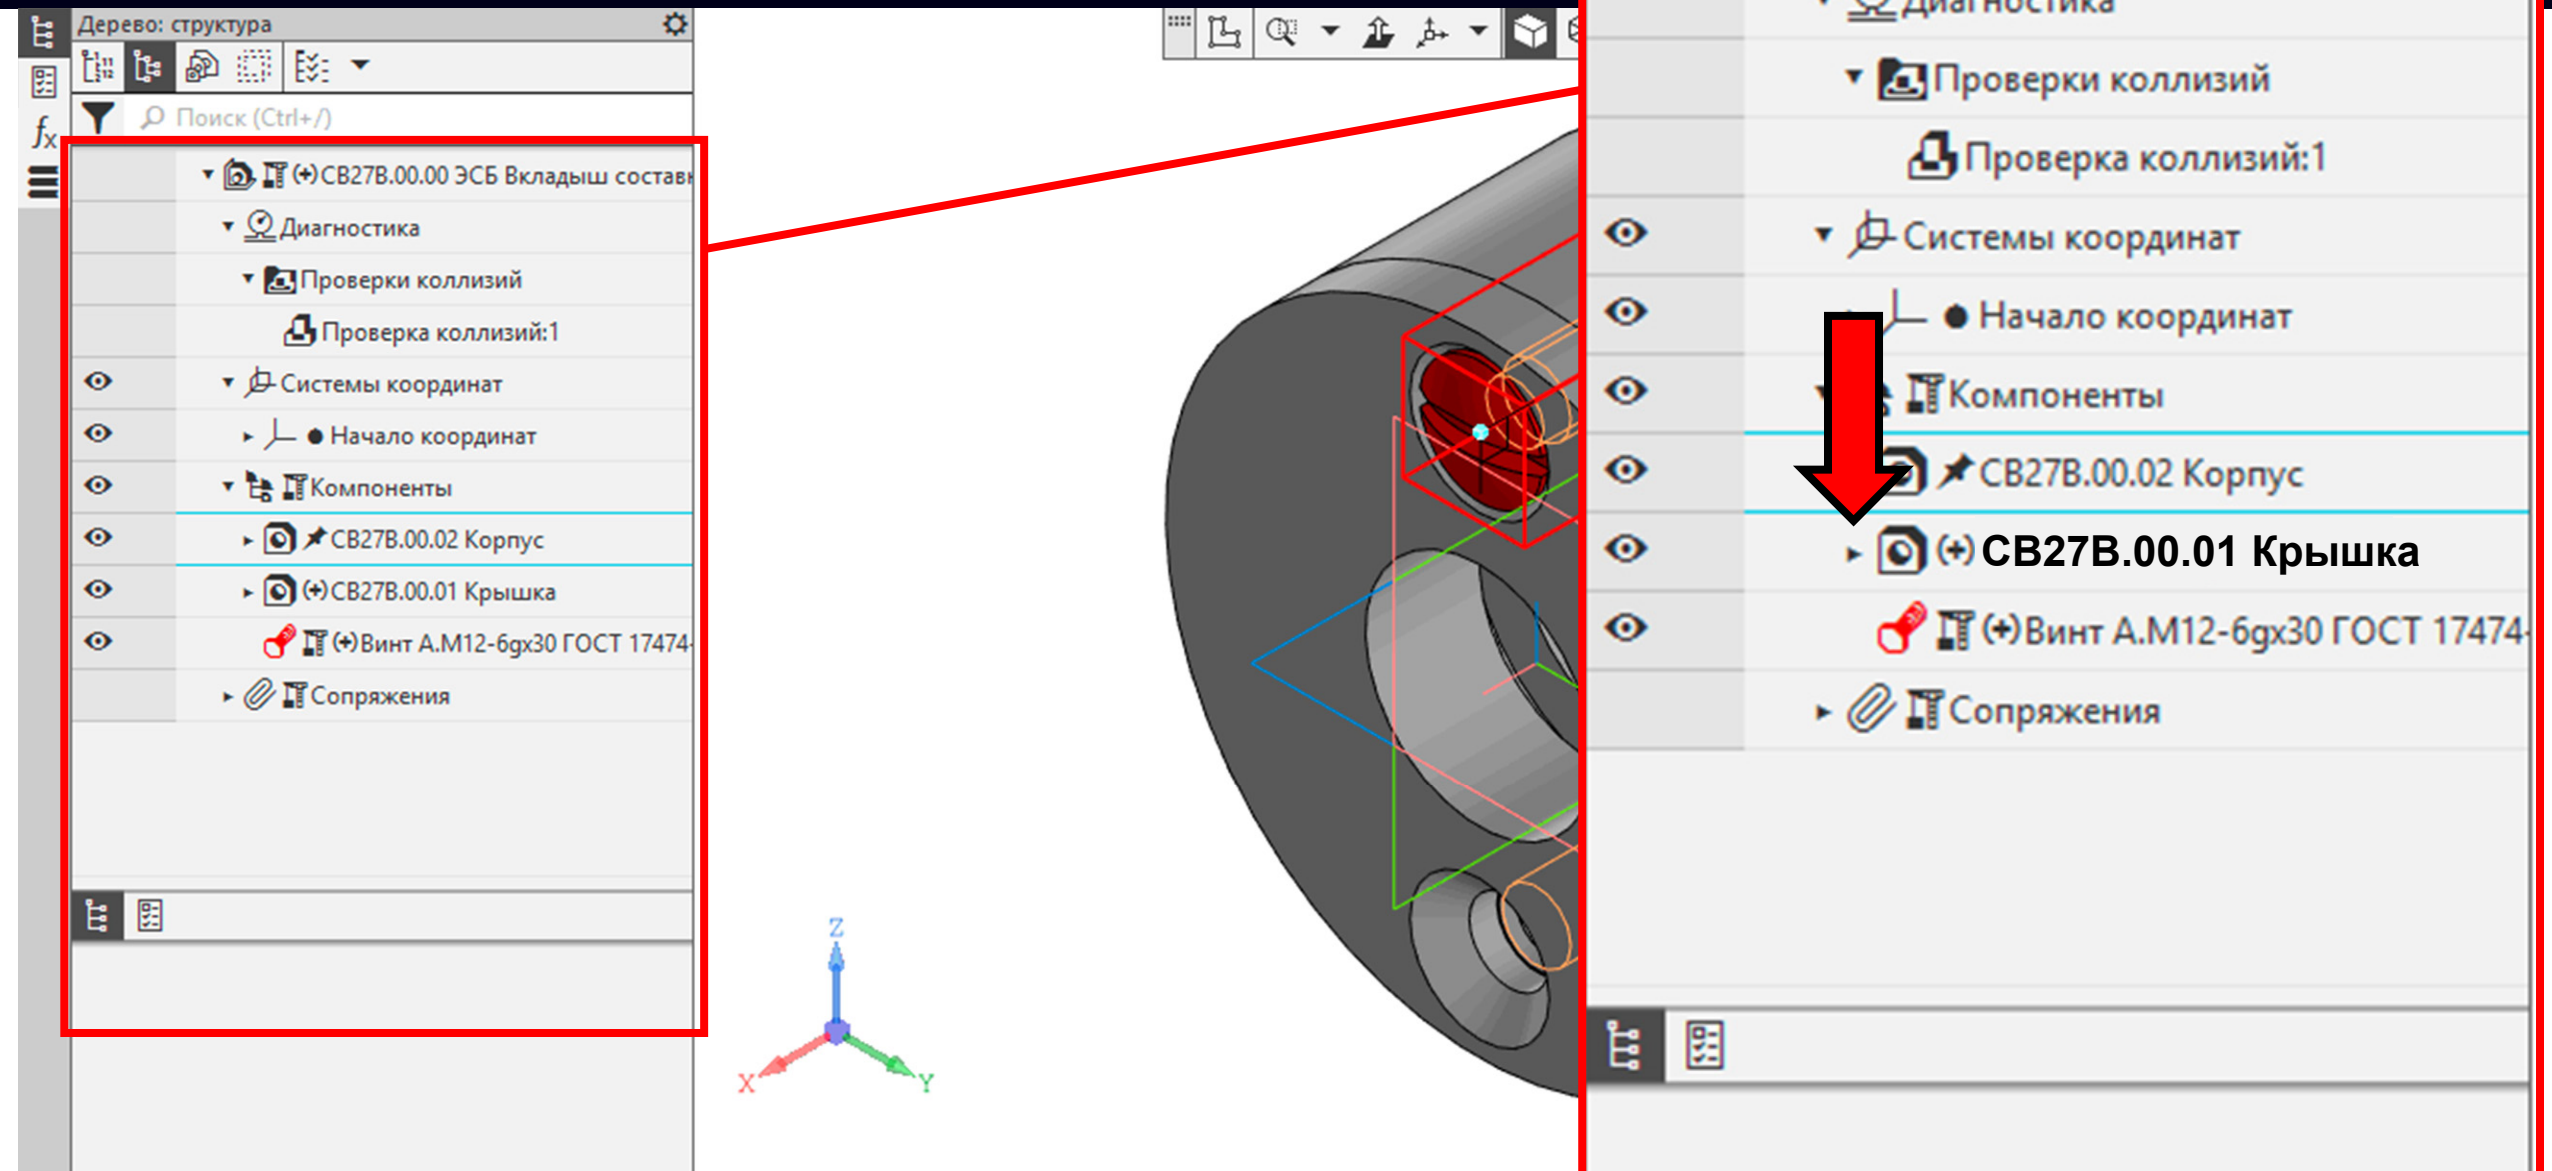 Дерево: структура
Поиск (Ctrl+/)
fx
(+)СВ27В.00.00 ЭСБ Вкладыш состав
Диагностика
Проверки коллизий
Проверка коллизий:1
Системы координат
Начало координат
Компоненты
СВ27В.00.02 Корпус
(+)СВ27В.00.01 Крышка
(+)Винт А.М12-6gx30 ГОСТ 17474-
Сопряжения
Z
X
Y
Диагностика
Проверки коллизий
Проверка коллизий:1
Системы координат
Начало координат
Компоненты
СВ27В.00.02 Корпус
(+) СВ27В.00.01 Крышка
(+)Винт А.М12-6gx30 ГОСТ 17474-
Сопряжения